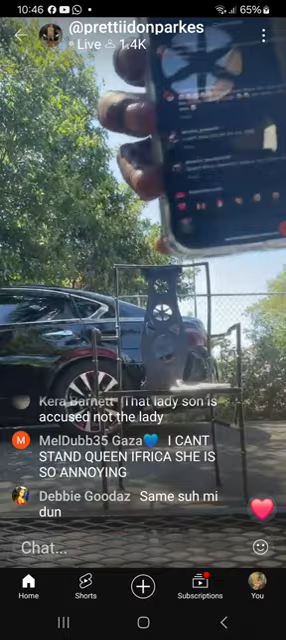 10:46
65%
@prettiidonparkes
Live 1.4K
Kera Barnett That lady son is
accused not the lady
MelDubb35 Gaza💙 I CANT
STAND QUEEN IFRICA SHE IS
SO ANNOYING
Debbie Goodaz Same suh mi
dun
Chat...
Home
Shorts
Subscriptions
You